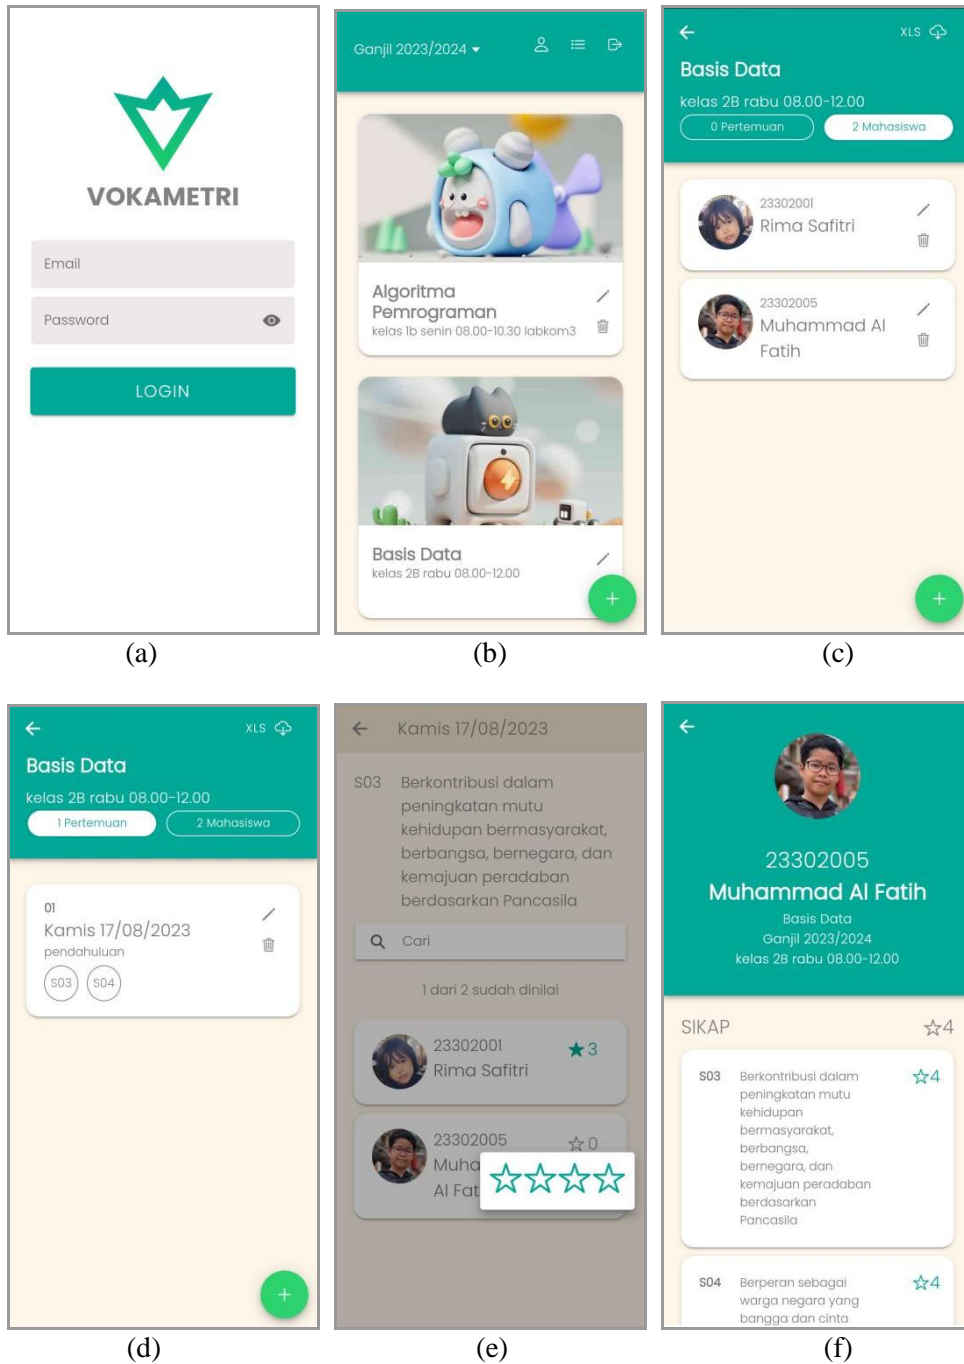 VOKAMETRI
Email
Password
LOGIN
(a)
Ganjil 2023/2024
Algoritma
Pemrograman
kelas 1b senin 08.00-10.30 labkom3
Basis Data
kelas 2B rabu 08.00-12.00
+
(b)
XLS
Basis Data
kelas 2B rabu 08.00-12.00
0 Pertemuan
2 Mahasiswa
23302001
Rima Safitri
23302005
Muhammad Al
Fatih
+
(c)
XLS
Basis Data
kelas 2B rabu 08.00-12.00
1 Pertemuan
2 Mahasiswa
01
Kamis 17/08/2023
pendahuluan
S03
S04
+
(d)
Kamis 17/08/2023
S03 Berkontribusi dalam
peningkatan mutu
kehidupan bermasyarakat,
berbangsa, bernegara, dan
kemajuan peradaban
berdasarkan Pancasila
Cari
1 dari 2 sudah dinilai
23302001
3
Rima Safitri
23302005
0
Muha
Al Fat
(e)
23302005
Muhammad Al Fatih
Basis Data
Ganjil 2023/2024
kelas 2B rabu 08.00-12.00
SIKAP 4
S03 Berkontribusi dalam 4
peningkatan mutu
kehidupan
bermasyarakat,
berbangsa,
bernegara, dan
kemajuan peradaban
berdasarkan
Pancasila
S04 Berperan sebagai 4
warga negara yang
bangga dan cinta
(f)